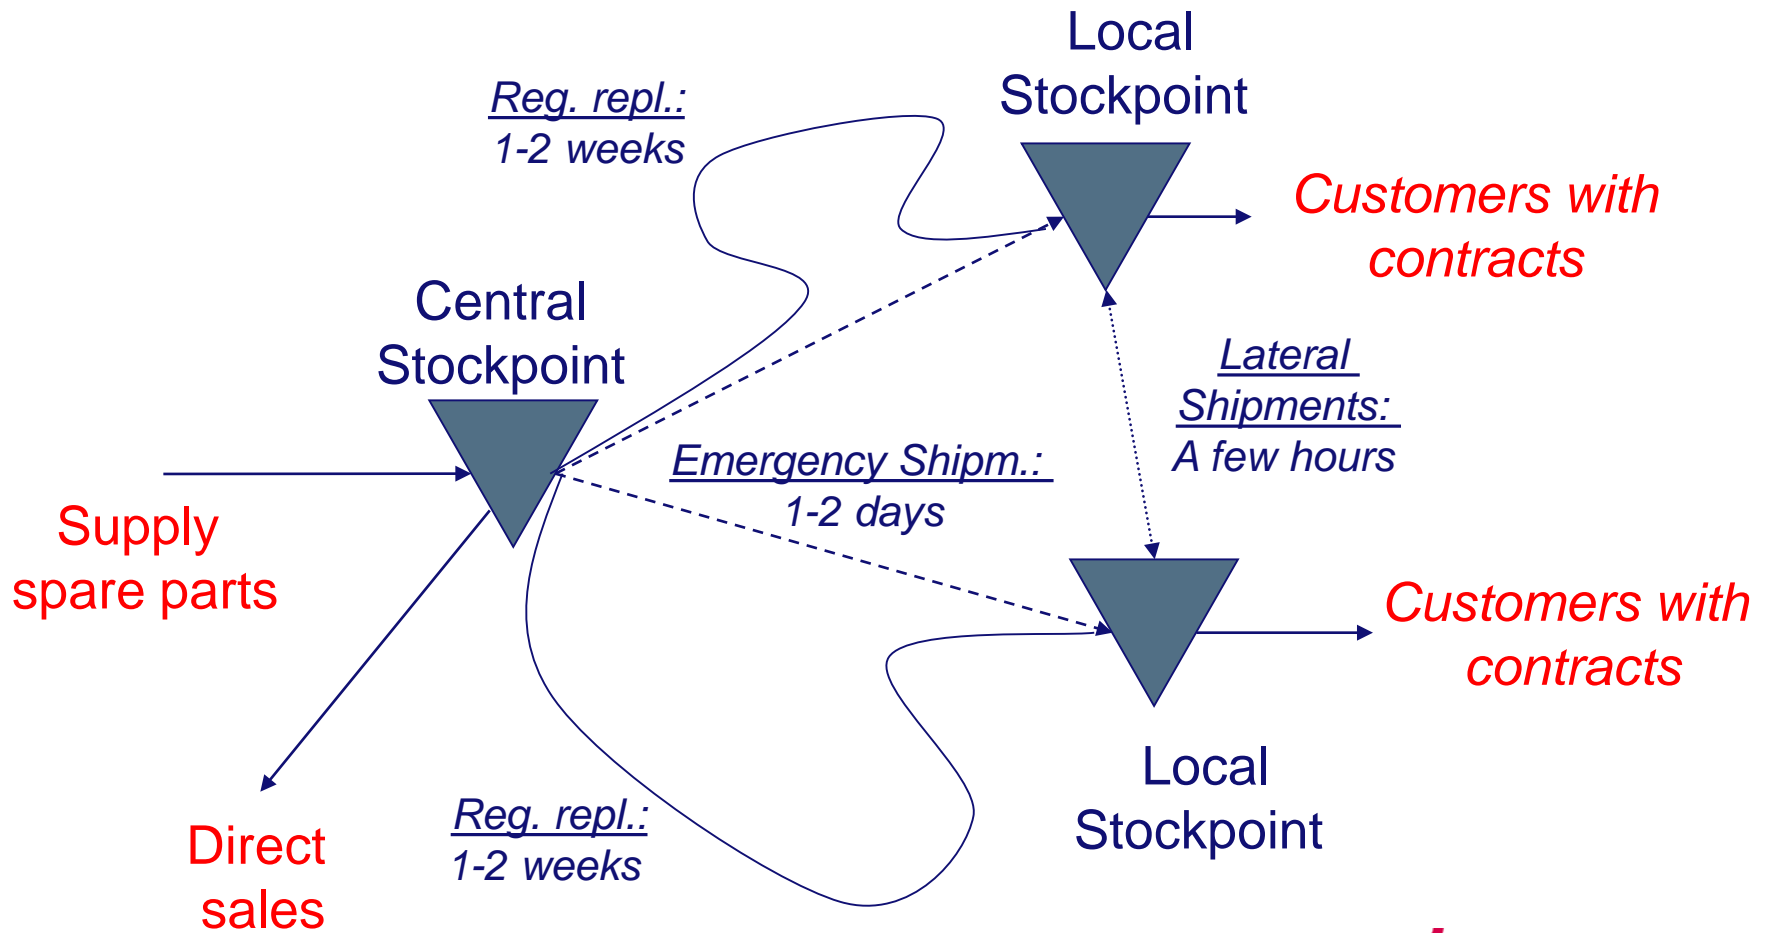 Local
Stockpoint
Reg. repl.:
1-2 weeks
Customers with
contracts
Central
Stockpoint
Lateral
Shipments:
A few hours
Emergency Shipm.:
1-2 days
Supply
spare parts
Customers with
contracts
Local
Stockpoint
Reg. repl.:
1-2 weeks
Direct
sales